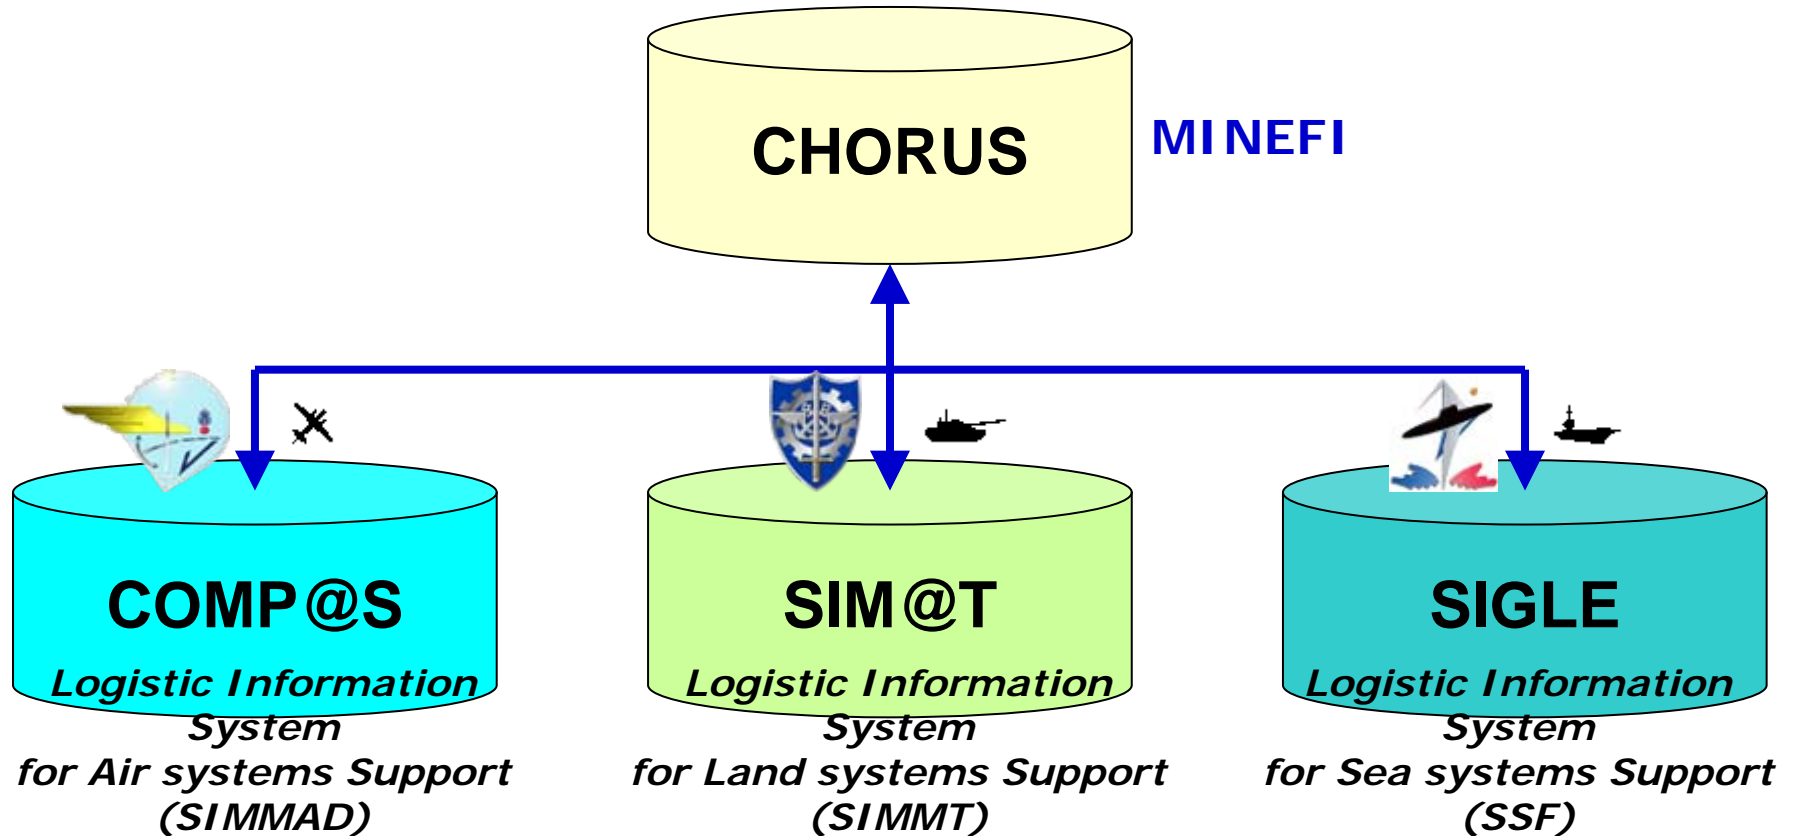 CHORUS
MINEFI
COMP@S
Logistic Information
System
for Air systems Support
(SIMMAD)
SIM@T
Logistic Information
System
for Land systems Support
(SIMMT)
SIGLE
Logistic Information
System
for Sea systems Support
(SSF)